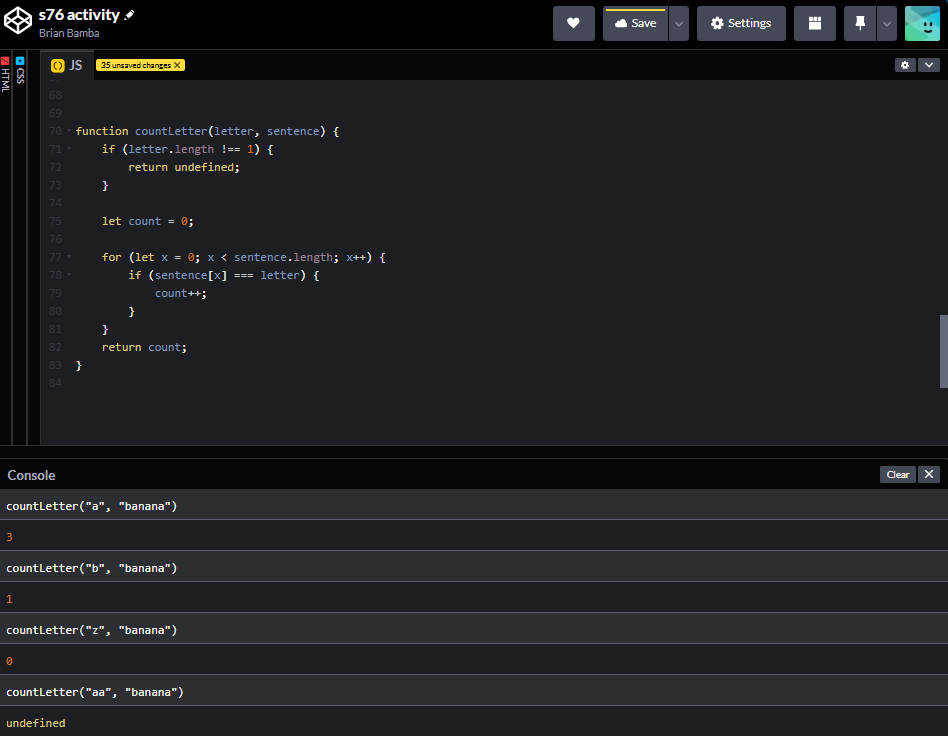 s76 activity
Brian Bamba
Save
Settings
HTML
CSS
JS
35 unsaved changes X
68
69
70 function countLetter(letter, sentence) {
71     if (letter.length !== 1) {
72         return undefined;
73     }
74
75     let count = 0;
76
77     for (let x = 0; x < sentence.length; x++) {
78         if (sentence[x] === letter) {
79             count++;
80         }
81     }
82     return count;
83 }
84
Console
Clear
X
countLetter("a", "banana")
3
countLetter("b", "banana")
1
countLetter("z", "banana")
0
countLetter("aa", "banana")
undefined